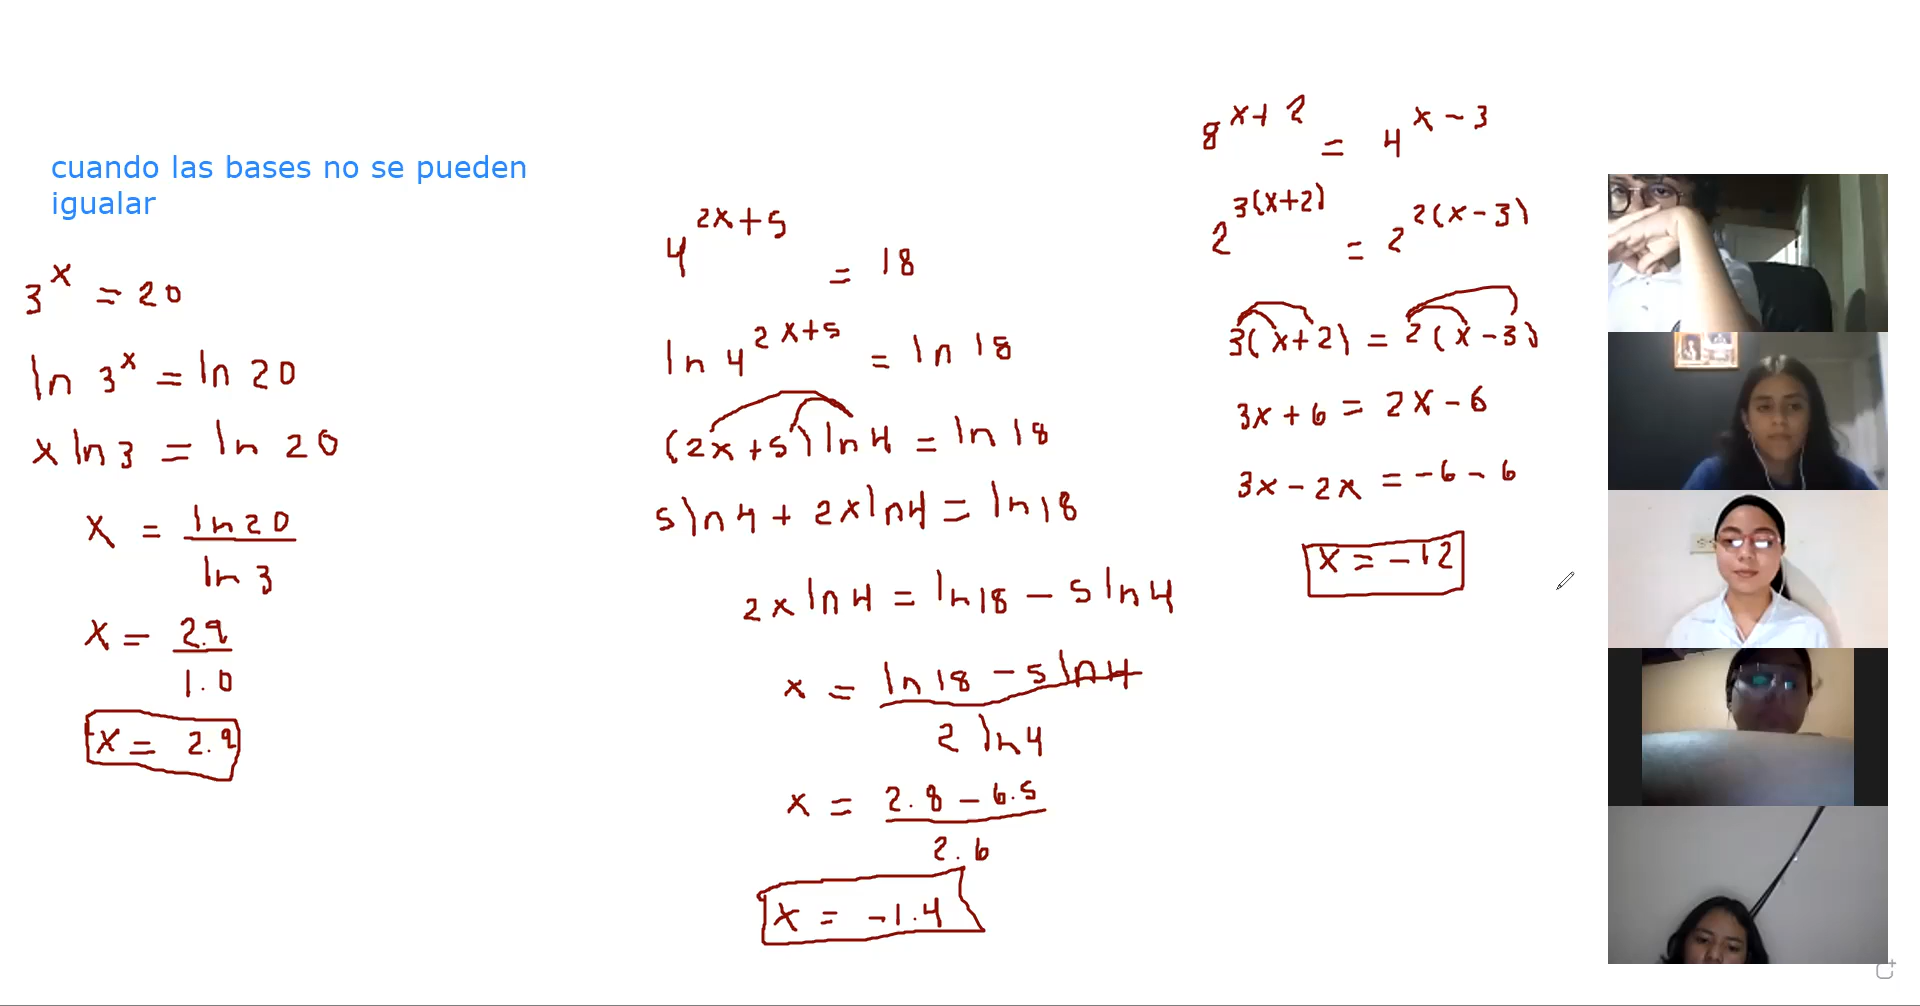 cuando las bases no se pueden
igualar
3^x = 20
ln 3^x = ln 20
x ln 3 = ln 20
x = ln 20 / ln 3
x = 2.9 / 1.0
x = 2.9
4^(2x+5) = 18
ln 4^(2x+5) = ln 18
(2x+5) ln 4 = ln 18
5 ln 4 + 2x ln 4 = ln 18
2x ln 4 = ln 18 - 5 ln 4
x = ln 18 - 5 ln 4 / 2 ln 4
x = 2.8 - 6.5 / 2.6
x = -1.4
8^(x+2) = 4^(x-3)
2^3(x+2) = 2^2(x-3)
3(x+2) = 2(x-3)
3x + 6 = 2x - 6
3x - 2x = -6 - 6
x = -12